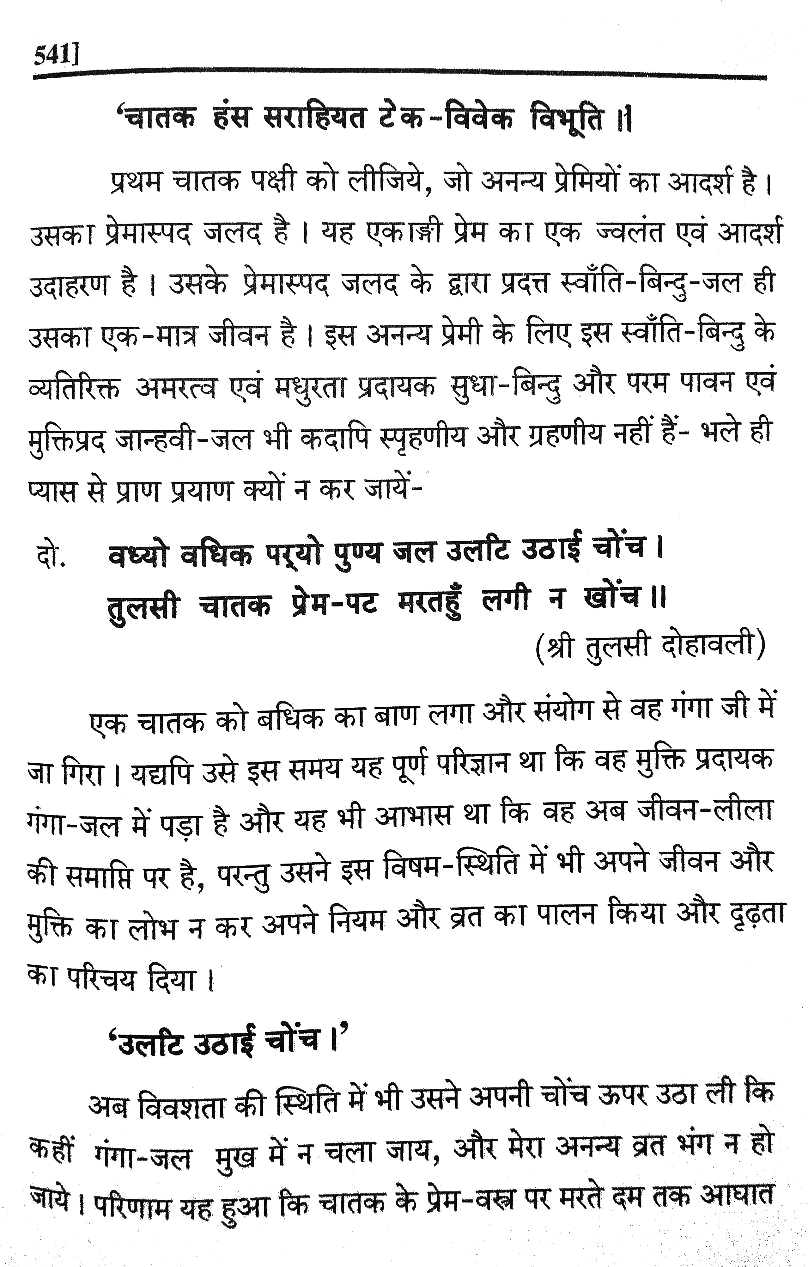 541]
‘चातक हंस सराहियत टेक-विवेक विभूति ।।
प्रथम चातक पक्षी को लीजिये, जो अनन्य प्रेमियों का आदर्श है ।
उसका प्रेमास्पद जलद है । यह एकाङ्गी प्रेम का एक ज्वलंत एवं आदर्श
उदाहरण है । उसके प्रेमास्पद जलद के द्वारा प्रदत्त स्वाँति-बिन्दु-जल ही
उसका एक-मात्र जीवन है । इस अनन्य प्रेमी के लिए इस स्वाँति-बिन्दु के
व्यतिरिक्त अमरत्व एवं मधुरता प्रदायक सुधा-बिन्दु और परम पावन एवं
मुक्तिप्रद जान्हवी-जल भी कदापि स्पृहणीय और ग्रहणीय नहीं हैं- भले ही
प्यास से प्राण प्रयाण क्यों न कर जायें-
दो. वध्यो वधिक पर्‌यो पुण्य जल उलटि उठाई चोंच ।
तुलसी चातक प्रेम-पट मरतहुँ लगी न खोंच ॥
(श्री तुलसी दोहावली)
एक चातक को बधिक का बाण लगा और संयोग से वह गंगा जी में
जा गिरा । यद्यपि उसे इस समय यह पूर्ण परिज्ञान था कि वह मुक्ति प्रदायक
गंगा-जल में पड़ा है और यह भी आभास था कि वह अब जीवन-लीला
की समाप्ति पर है, परन्तु उसने इस विषम-स्थिति में भी अपने जीवन और
मुक्ति का लोभ न कर अपने नियम और व्रत का पालन किया और दृढ़ता
का परिचय दिया ।
‘उलटि उठाई चोंच ।’
अब विवशता की स्थिति में भी उसने अपनी चोंच ऊपर उठा ली कि
कहीं गंगा-जल मुख में न चला जाय, और मेरा अनन्य व्रत भंग न हो
जाये । परिणाम यह हुआ कि चातक के प्रेम-वस्त्र पर मरते दम तक आघात